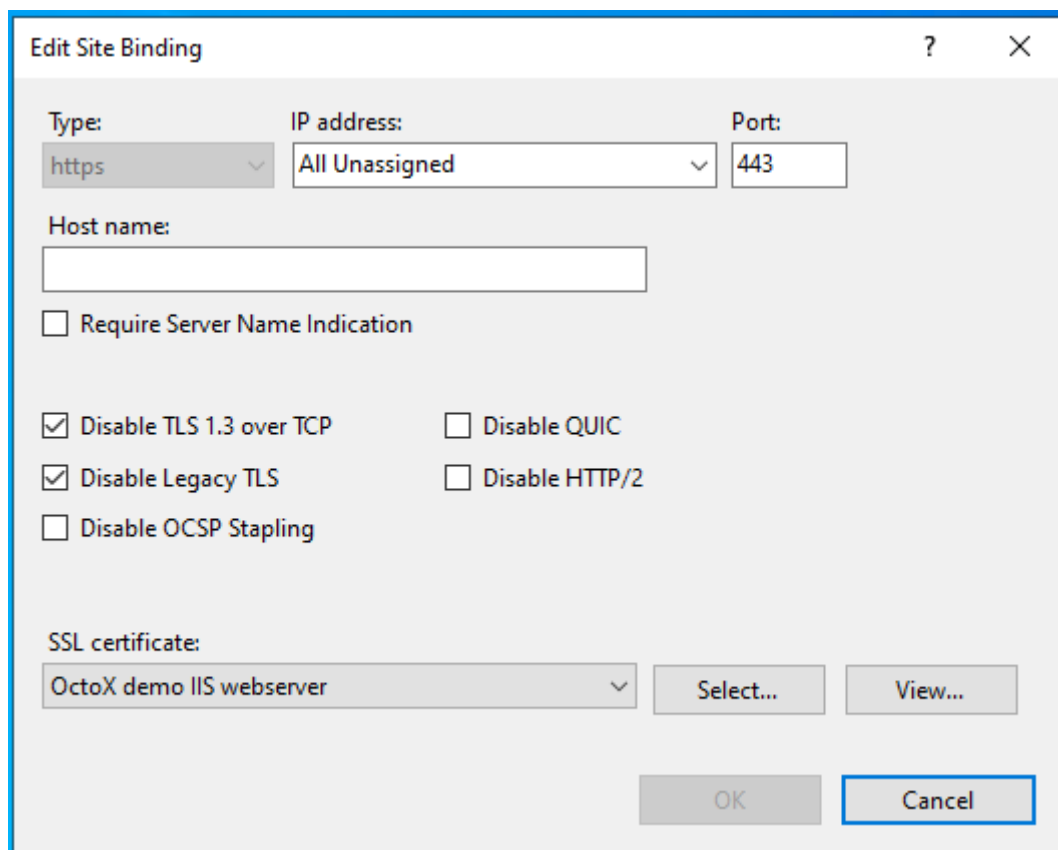 Edit Site Binding ?
Type: IP address: Port:
https All Unassigned 443
Host name:
Require Server Name Indication
Disable TLS 1.3 over TCP Disable QUIC
Disable Legacy TLS Disable HTTP/2
Disable OCSP Stapling
SSL certificate:
OctoX demo IIS webserver Select... View...
OK Cancel